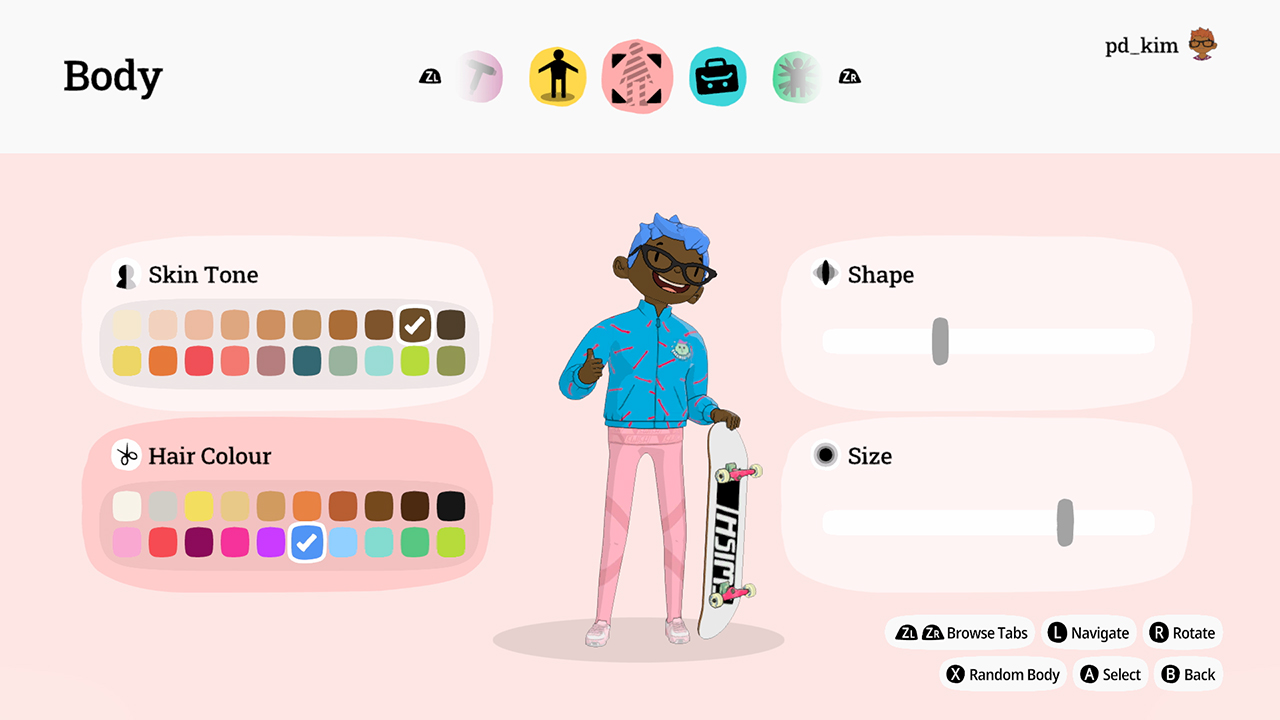 Body
ZL
ZR
pd_kim
Skin Tone
Shape
Hair Colour
Size
ZL ZR Browse Tabs
L Navigate
R Rotate
X Random Body
A Select
B Back